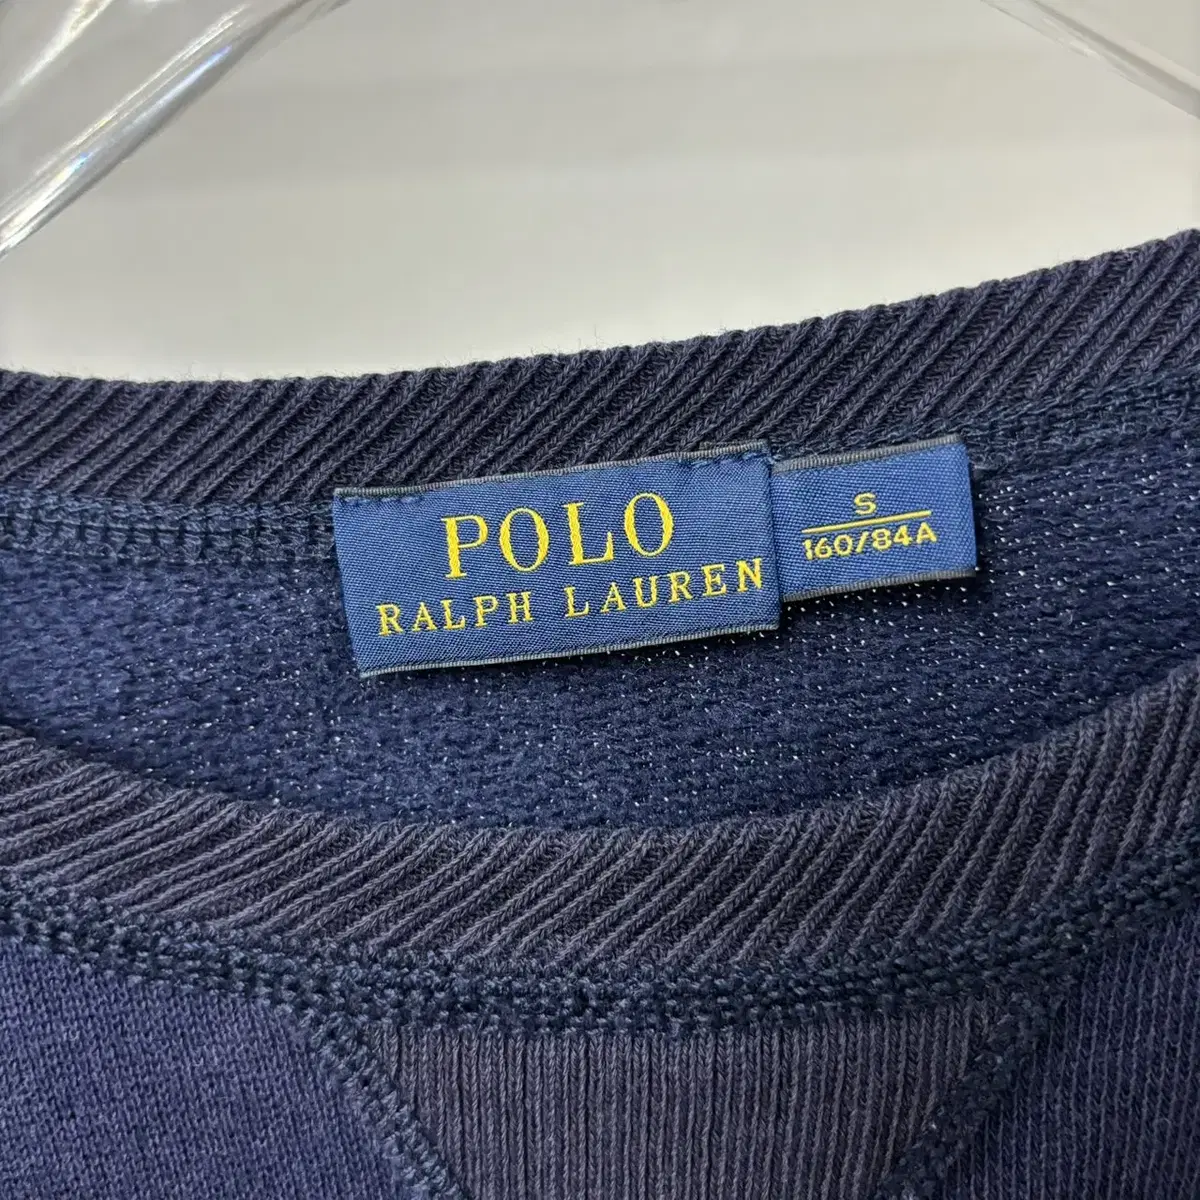 POLO
RALPH LAUREN
S
160/84A